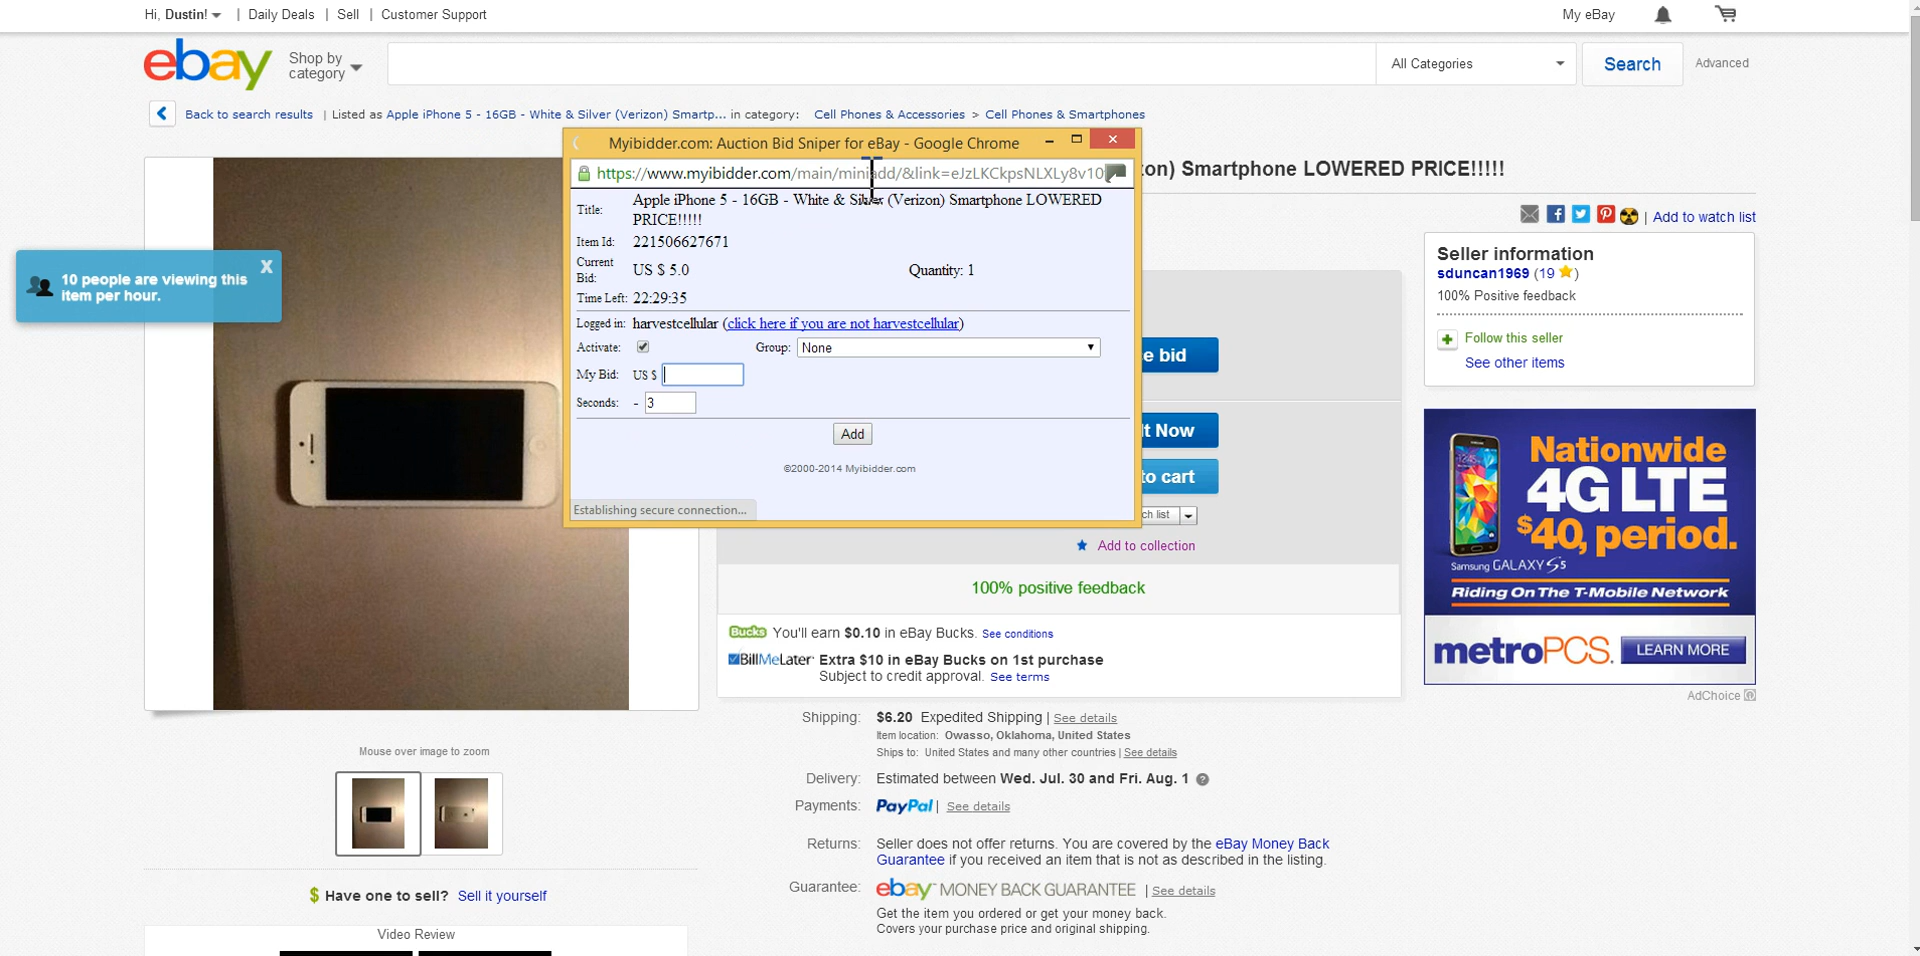 Hi, Dustin! | Daily Deals | Sell | Customer Support
My eBay
ebay
Shop by
category
All Categories
Search
Advanced
Back to search results | Listed as Apple iPhone 5 - 16GB - White & Silver (Verizon) Smartp... in category: Cell Phones & Accessories > Cell Phones & Smartphones
Myibidder.com: Auction Bid Sniper for eBay - Google Chrome
https://www.myibidder.com/main/miniadd/&link=eJzLKCkpsNLXLy8v10
zon) Smartphone LOWERED PRICE!!!!!
Title: Apple iPhone 5 - 16GB - White & Silver (Verizon) Smartphone LOWERED
PRICE!!!!!
Item Id: 221506627671
Current
Bid: US $ 5.0 Quantity: 1
Time Left: 22:29:35
Logged in: harvestcellular (click here if you are not harvestcellular)
Activate: Group: None
My Bid: US $
Seconds: - 3
Add
©2000-2014 Myibidder.com
Establishing secure connection...
10 people are viewing this
item per hour.
X
| Add to watch list
Seller information
sduncan1969 (19 )
100% Positive feedback
Follow this seller
See other items
e bid
t Now
to cart
ch list
Add to collection
100% positive feedback
Bucks You'll earn $0.10 in eBay Bucks. See conditions
BillMeLater Extra $10 in eBay Bucks on 1st purchase
Subject to credit approval. See terms
Nationwide
4G LTE
$40, period.
Samsung GALAXY S5
Riding On The T-Mobile Network
metroPCS. LEARN MORE
AdChoice
Shipping: $6.20 Expedited Shipping | See details
Item location: Owasso, Oklahoma, United States
Ships to: United States and many other countries | See details
Delivery: Estimated between Wed. Jul. 30 and Fri. Aug. 1 ?
Payments: PayPal | See details
Returns: Seller does not offer returns. You are covered by the eBay Money Back
Guarantee if you received an item that is not as described in the listing.
Guarantee: ebay MONEY BACK GUARANTEE | See details
Get the item you ordered or get your money back.
Covers your purchase price and original shipping.
Mouse over image to zoom
$ Have one to sell? Sell it yourself
Video Review